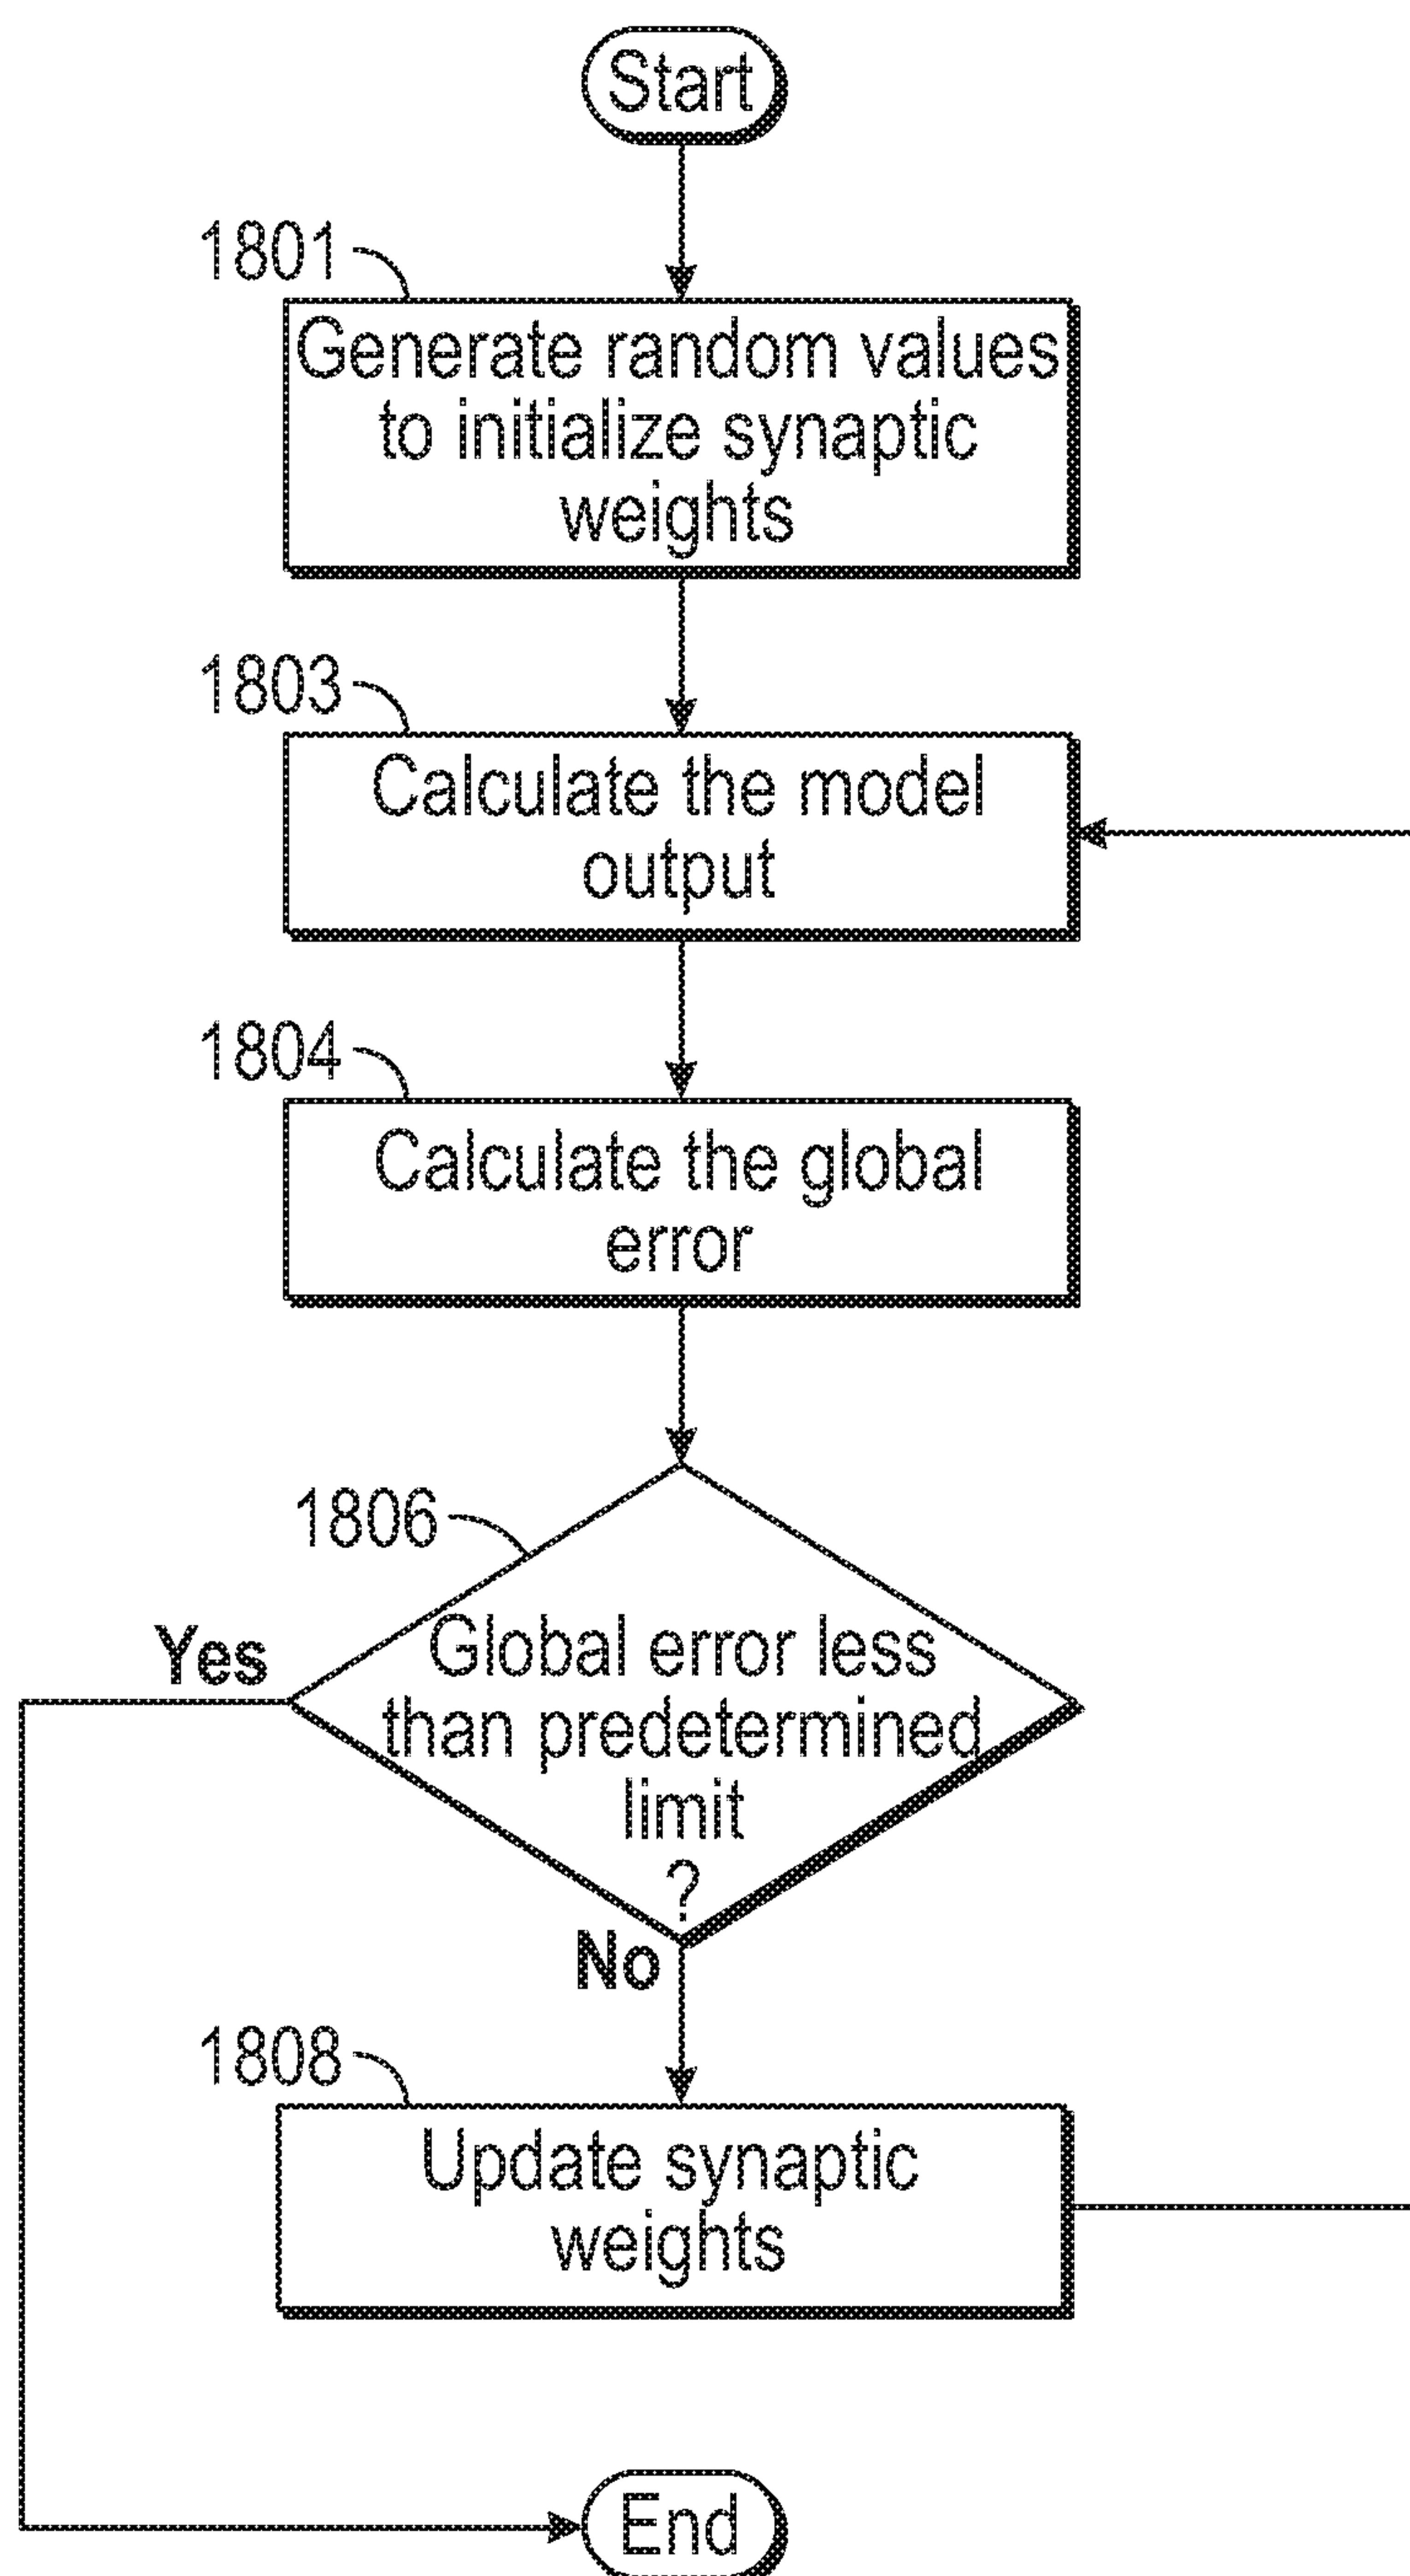 Start
1801
Generate random values
to initialize synaptic
weights
1803
Calculate the model
output
1804
Calculate the global
error
1806
Yes
Global error less
than predetermined
limit
?
No
1808
Update synaptic
weights
End